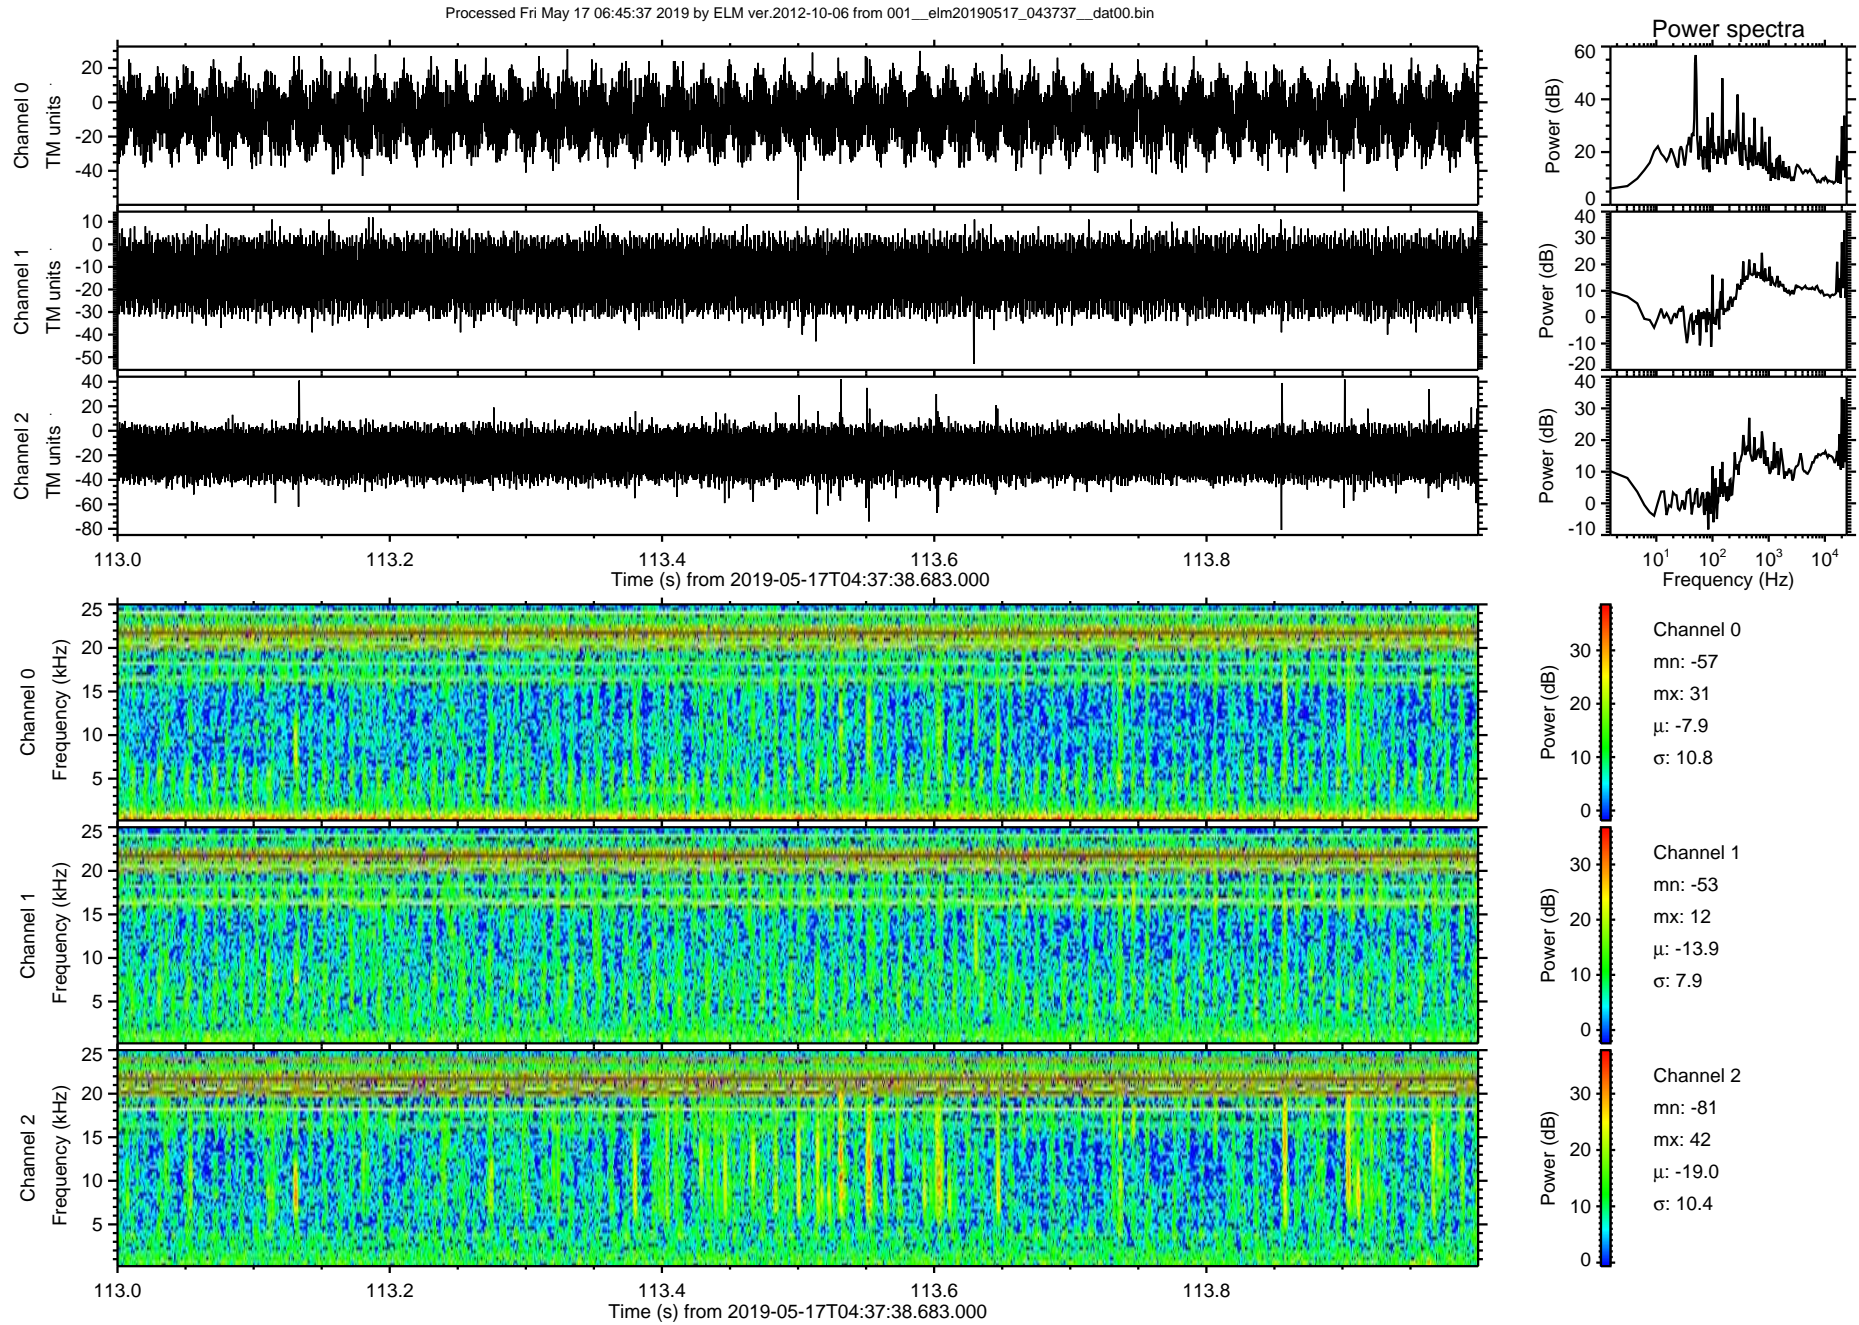 Processed Fri May 17 06:45:37 2019 by ELM ver.2012-10-06 from 001__elm20190517_043737__dat00.bin
Power spectra
Channel 0
TM units
20
0
-20
-40
Power (dB)
60
40
20
0
Channel 1
TM units
10
0
-10
-20
-30
-40
-50
Power (dB)
40
30
20
10
0
-10
-20
Channel 2
TM units
40
20
0
-20
-40
-60
-80
Power (dB)
40
30
20
10
0
-10
113.0 113.2 113.4 113.6 113.8
Time (s) from 2019-05-17T04:37:38.683.000
10¹ 10² 10³ 10⁴
Frequency (Hz)
Channel 0
Frequency (kHz)
25
20
15
10
5
Power (dB)
30
20
10
0
Channel 0
mn: -57
mx: 31
μ: -7.9
σ: 10.8
Channel 1
Frequency (kHz)
25
20
15
10
5
Power (dB)
30
20
10
0
Channel 1
mn: -53
mx: 12
μ: -13.9
σ: 7.9
Channel 2
Frequency (kHz)
25
20
15
10
5
Power (dB)
30
20
10
0
Channel 2
mn: -81
mx: 42
μ: -19.0
σ: 10.4
113.0 113.2 113.4 113.6 113.8
Time (s) from 2019-05-17T04:37:38.683.000